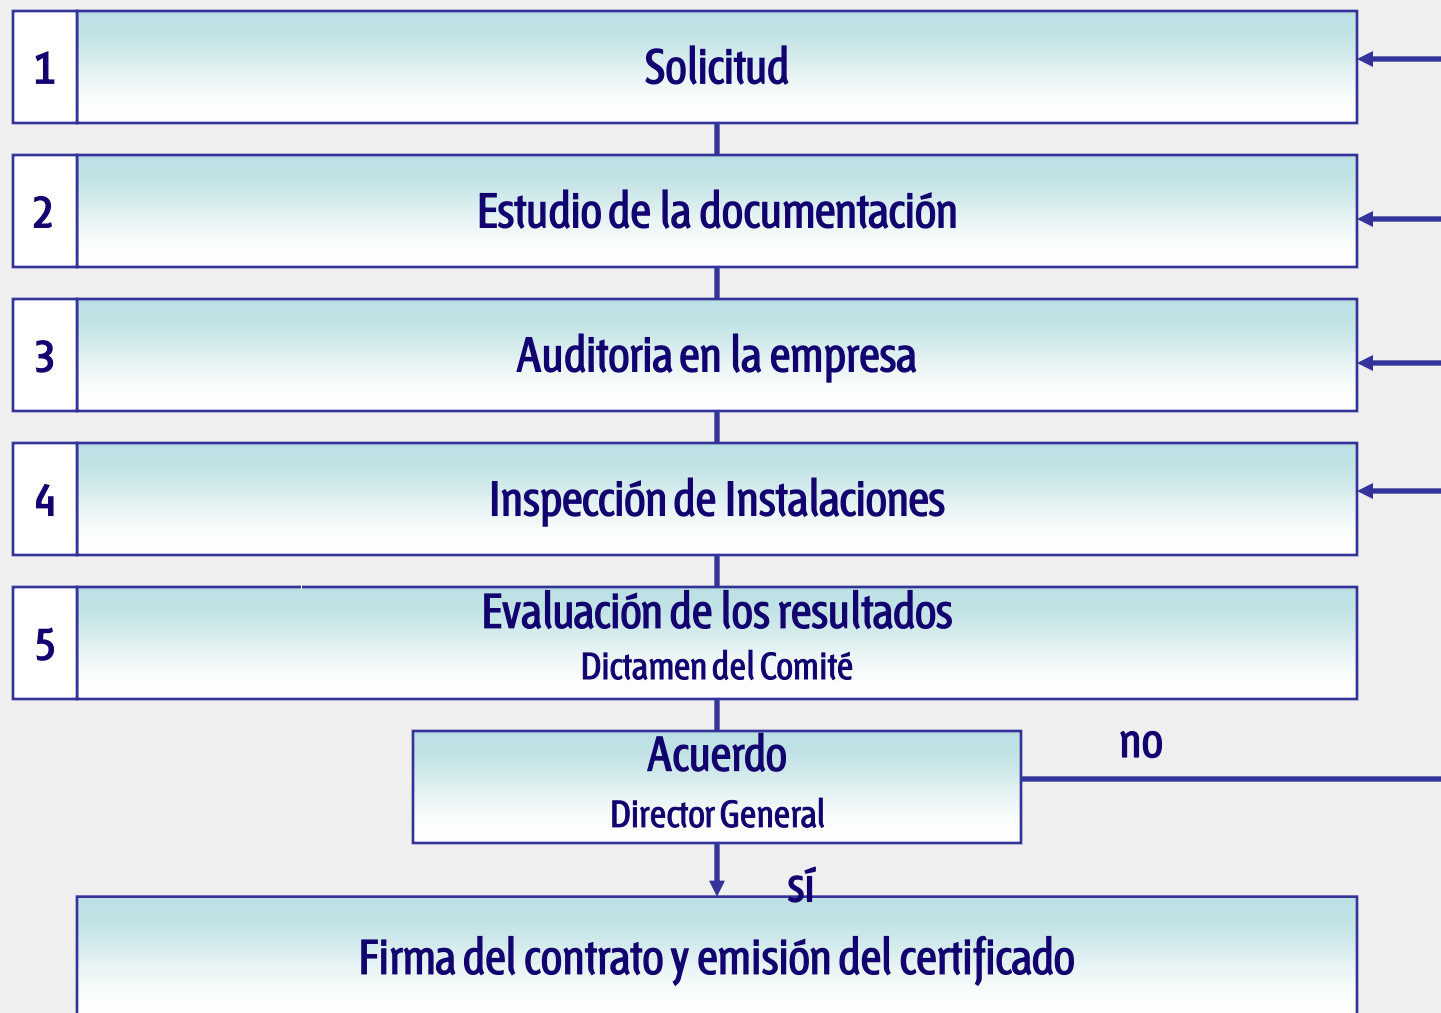 1
Solicitud
2
Estudio de la documentación
3
Auditoria en la empresa
4
Inspección de Instalaciones
5
Evaluación de los resultados
Dictamen del Comité
Acuerdo
Director General
no
sí
Firma del contrato y emisión del certificado